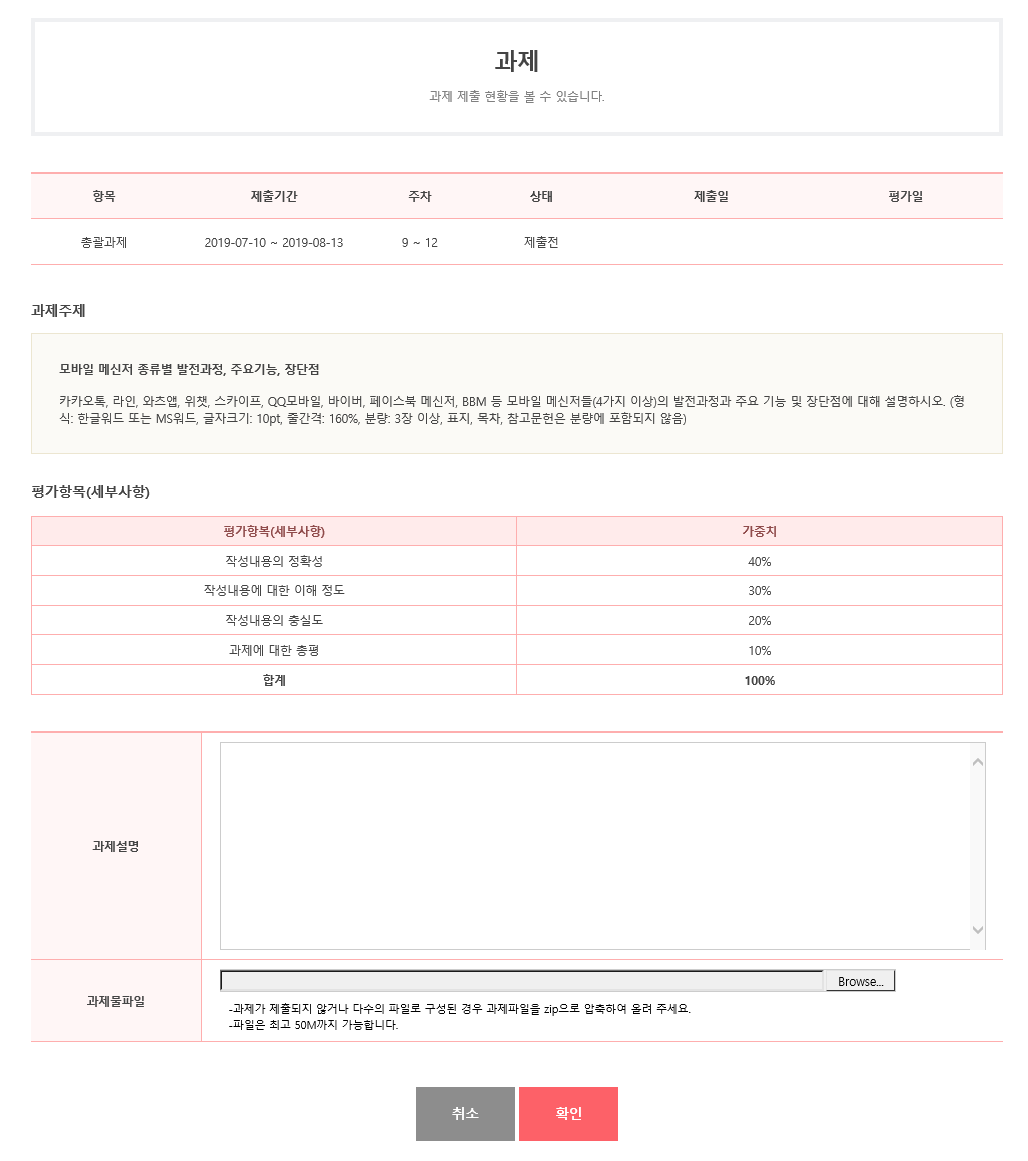 과제
과제 제출 현황을 볼 수 있습니다.
항목 제출기간 주차 상태 제출일 평가일
총괄과제 2019-07-10 ~ 2019-08-13 9 ~ 12 제출전
과제주제
모바일 메신저 종류별 발전과정, 주요기능, 장단점
카카오톡, 라인, 와츠앱, 위챗, 스카이프, QQ모바일, 바이버, 페이스북 메신저, BBM 등 모바일 메신저들(4가지 이상)의 발전과정과 주요 기능 및 장단점에 대해 설명하시오. (형
식: 한글워드 또는 MS워드, 글자크기: 10pt, 줄간격: 160%, 분량: 3장 이상, 표지, 목차, 참고문헌은 분량에 포함되지 않음)
평가항목(세부사항)
평가항목(세부사항) 가중치
작성내용의 정확성 40%
작성내용에 대한 이해 정도 30%
작성내용의 충실도 20%
과제에 대한 총평 10%
합계 100%
과제설명
과제물파일
Browse...
-과제가 제출되지 않거나 다수의 파일로 구성된 경우 과제파일을 zip으로 압축하여 올려 주세요.
-파일은 최고 50M까지 가능합니다.
취소 확인